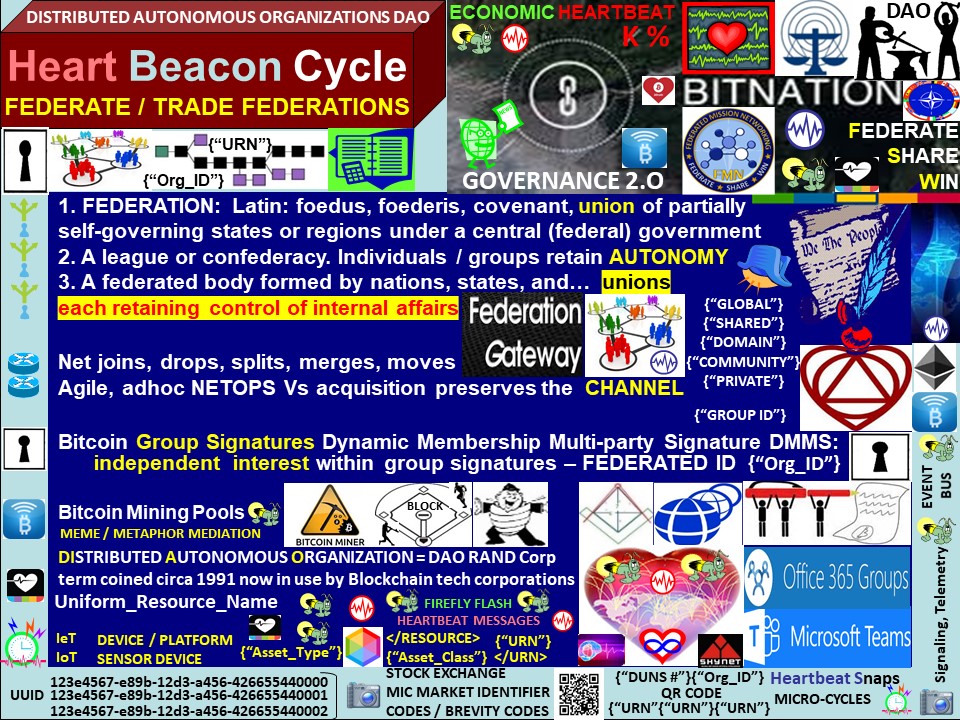 DISTRIBUTED AUTONOMOUS ORGANIZATIONS DAO
Heart Beacon Cycle
FEDERATE / TRADE FEDERATIONS
ECONOMIC HEARTBEAT
K %
DAO
BITNATION
FEDERATED MISSION NETWORKING
FMN
FEDERATE * SHARE * WIN
FEDERATE
SHARE
WIN
NEWS
GOVERNANCE 2.O
{“URN”}
{“Org_ID”}
1. FEDERATION: Latin: foedus, foederis, covenant, union of partially
self-governing states or regions under a central (federal) government
2. A league or confederacy. Individuals / groups retain AUTONOMY
3. A federated body formed by nations, states, and… unions
each retaining control of internal affairs
We The People
Federation
Gateway
{“GLOBAL”}
{“SHARED”}
{“DOMAIN”}
{“COMMUNITY”}
{“PRIVATE”}
{“GROUP ID”}
Net joins, drops, splits, merges, moves
Agile, adhoc NETOPS Vs acquisition preserves the CHANNEL
Bitcoin Group Signatures Dynamic Membership Multi-party Signature DMMS:
independent interest within group signatures – FEDERATED ID {“Org_ID”}
Bitcoin Mining Pools
MEME / METAPHOR MEDIATION
BITCOIN MINER
BLOCK
EVENT
BUS
Signaling, Telemetry
DISTRIBUTED AUTONOMOUS ORGANIZATION = DAO RAND Corp
term coined circa 1991 now in use by Blockchain tech corporations
Office 365 Groups
Microsoft Teams
Uniform_Resource_Name
FIREFLY FLASH
HEARTBEAT MESSAGES
IeT
IoT
DEVICE / PLATFORM
SENSOR DEVICE
{“Asset_Type”}
</RESOURCE>
{“Asset_Class”}
{“URN”}
</URN>
SKYNET
UUID
123e4567-e89b-12d3-a456-426655440000
123e4567-e89b-12d3-a456-426655440001
123e4567-e89b-12d3-a456-426655440002
STOCK EXCHANGE
MIC MARKET IDENTIFIER
CODES / BREVITY CODES
{“DUNS #”}{“Org_ID”}
QR CODE
{“URN”{“URN”}{“URN”}
Heartbeat Snaps
MICRO-CYCLES